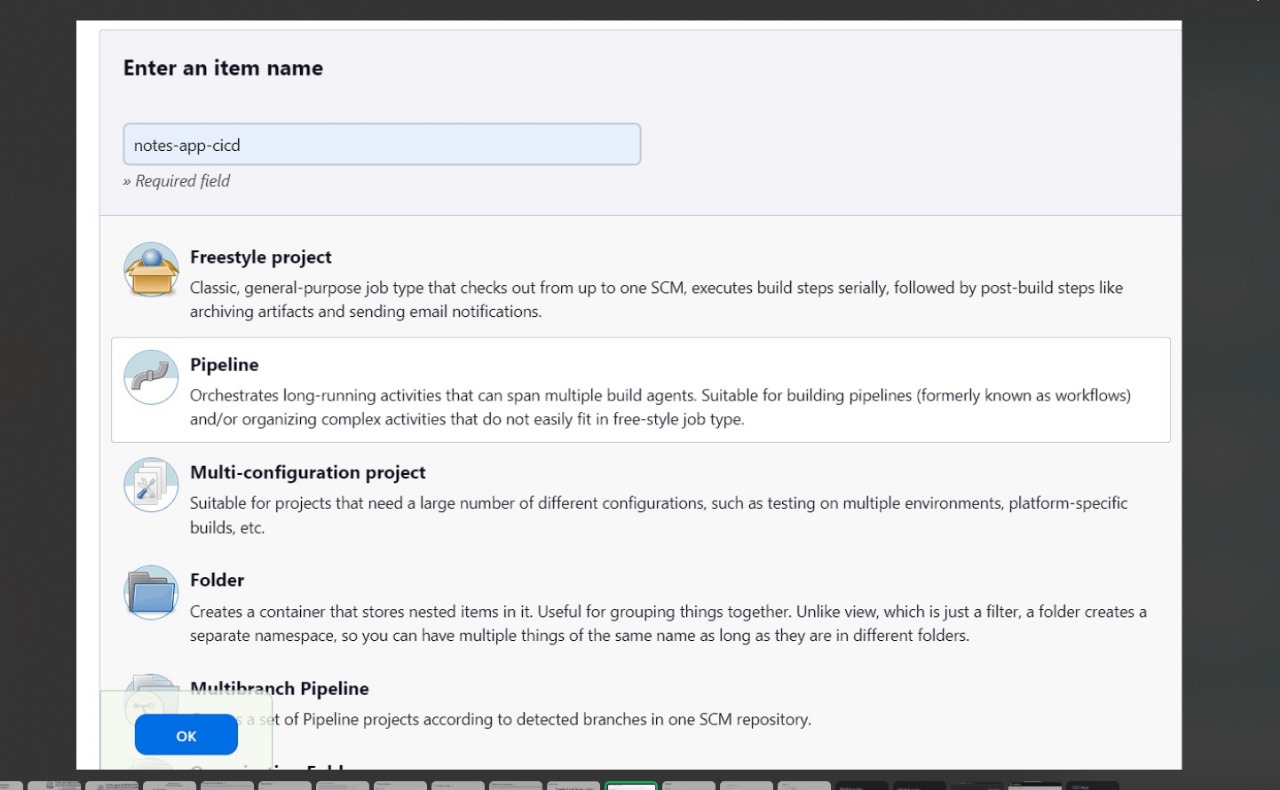 Enter an item name
notes-app-cicd
» Required field
Freestyle project
Classic, general-purpose job type that checks out from up to one SCM, executes build steps serially, followed by post-build steps like
archiving artifacts and sending email notifications.
Pipeline
Orchestrates long-running activities that can span multiple build agents. Suitable for building pipelines (formerly known as workflows)
and/or organizing complex activities that do not easily fit in free-style job type.
Multi-configuration project
Suitable for projects that need a large number of different configurations, such as testing on multiple environments, platform-specific
builds, etc.
Folder
Creates a container that stores nested items in it. Useful for grouping things together. Unlike view, which is just a filter, a folder creates a
separate namespace, so you can have multiple things of the same name as long as they are in different folders.
Multibranch Pipeline
a set of Pipeline projects according to detected branches in one SCM repository.
OK